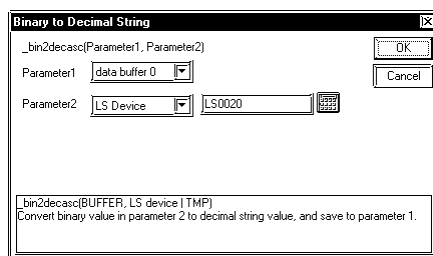 Binary to Decimal String
_bin2decasc(Parameter1, Parameter2)
OK
Parameter1 data buffer 0
Cancel
Parameter2 LS Device LS0020
_bin2decasc(BUFFER, LS device | TMP)
Convert binary value in parameter 2 to decimal string value, and save to parameter 1.